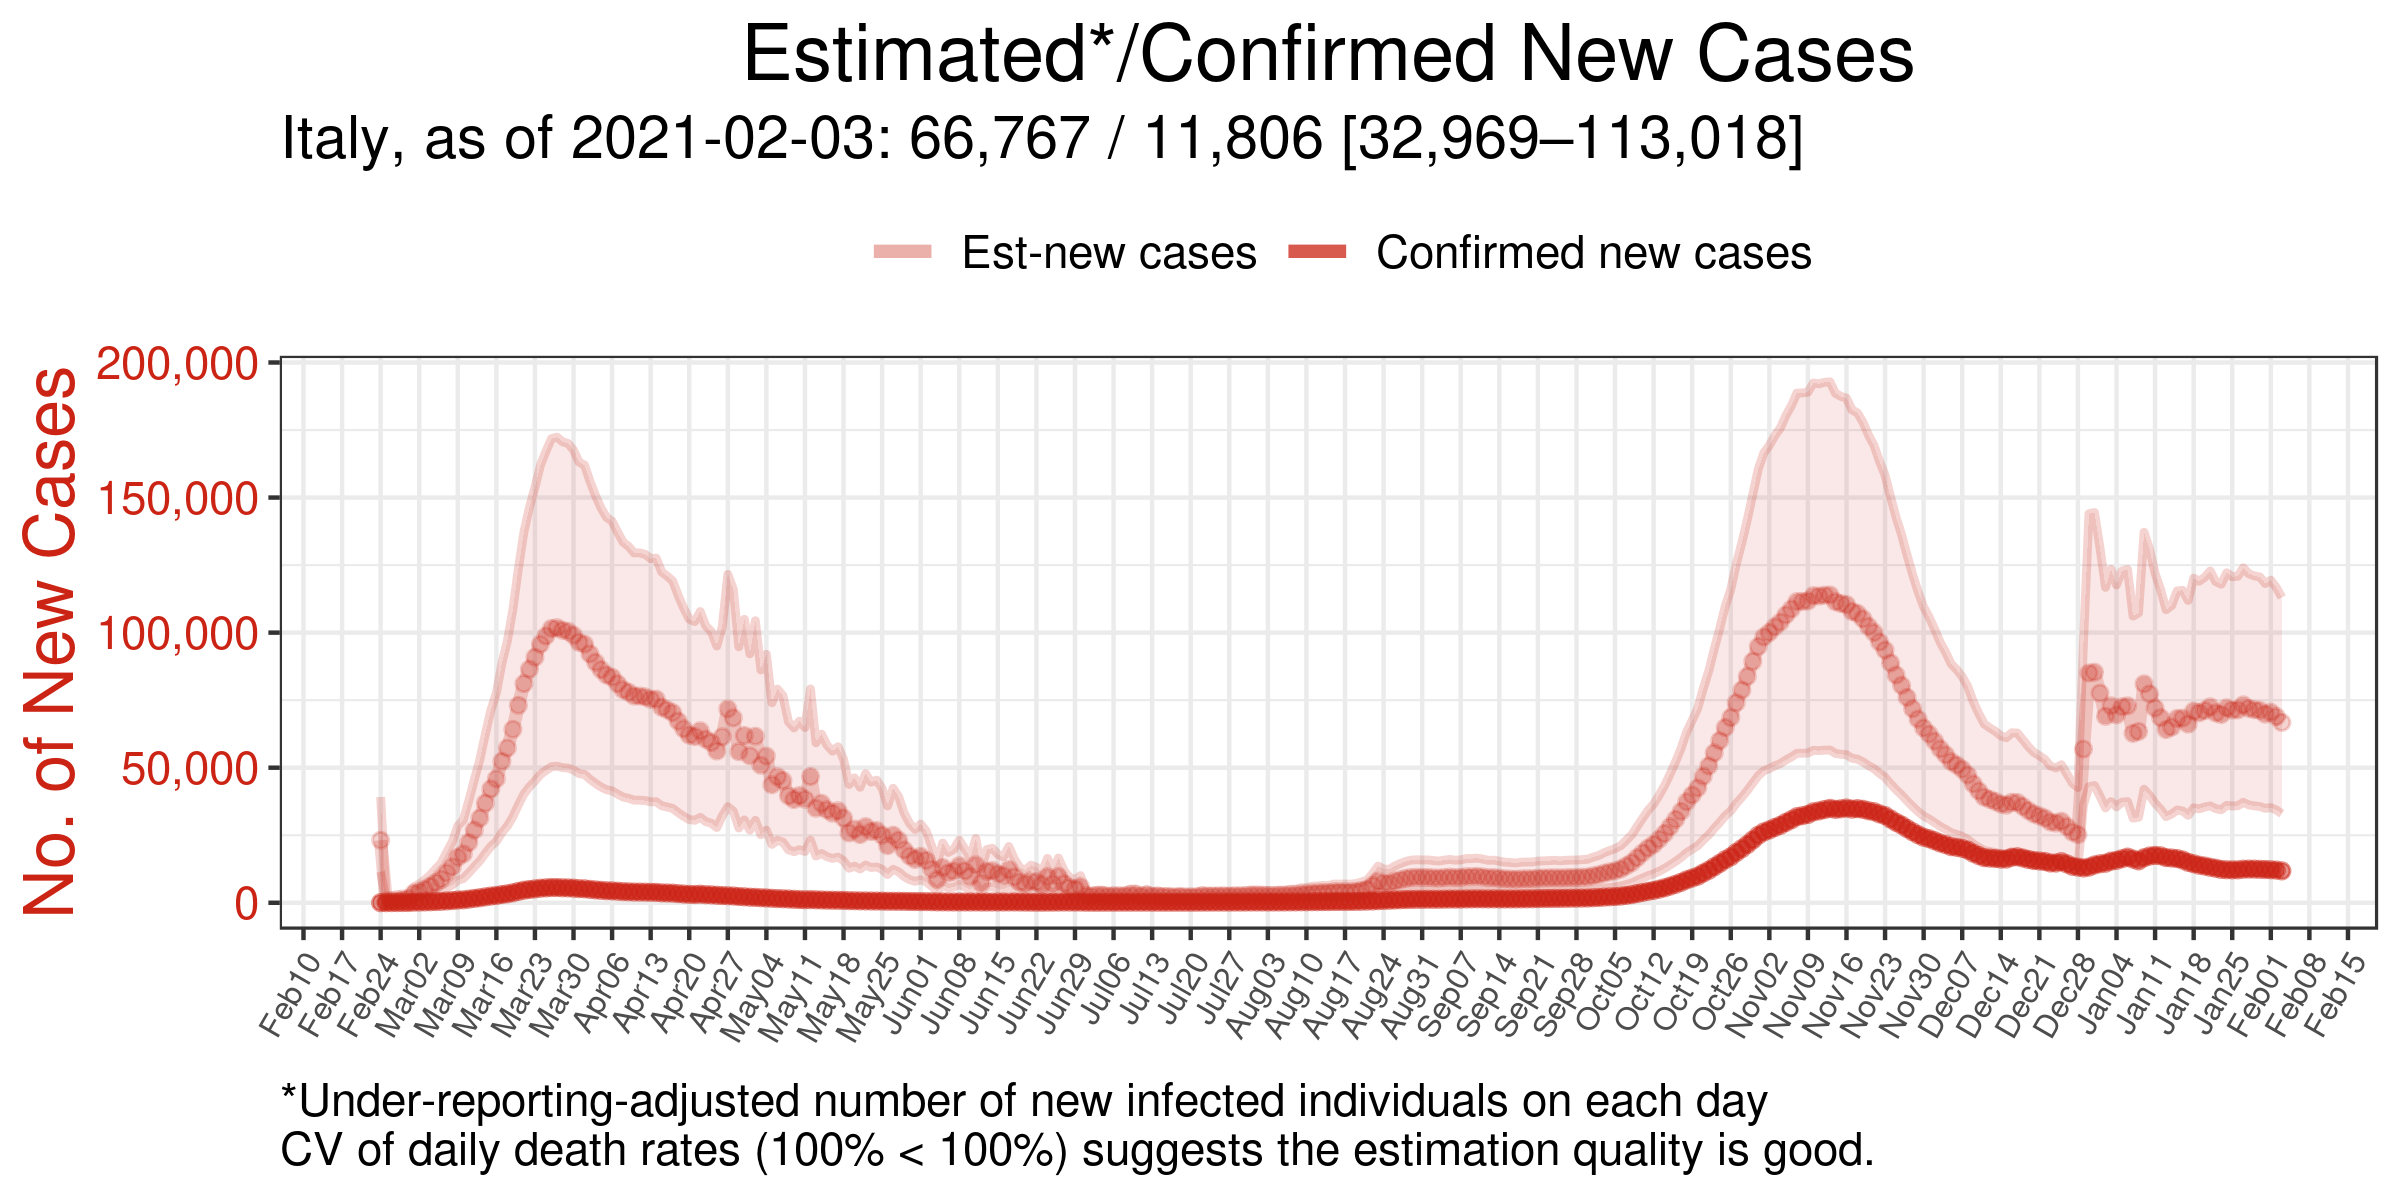 Estimated*/Confirmed New Cases
Italy, as of 2021-02-03: 66,767 / 11,806 [32,969–113,018]
Est-new cases Confirmed new cases
No. of New Cases
200,000
150,000
100,000
50,000
0
Feb10 Feb17 Feb24 Mar02 Mar09 Mar16 Mar23 Mar30 Apr06 Apr13 Apr20 Apr27 May04 May11 May18 May25 Jun01 Jun08 Jun15 Jun22 Jun29 Jul06 Jul13 Jul20 Jul27 Aug03 Aug10 Aug17 Aug24 Aug31 Sep07 Sep14 Sep21 Sep28 Oct05 Oct12 Oct19 Oct26 Nov02 Nov09 Nov16 Nov23 Nov30 Dec07 Dec14 Dec21 Dec28 Jan04 Jan11 Jan18 Jan25 Feb01 Feb08 Feb15
*Under-reporting-adjusted number of new infected individuals on each day
CV of daily death rates (100% < 100%) suggests the estimation quality is good.